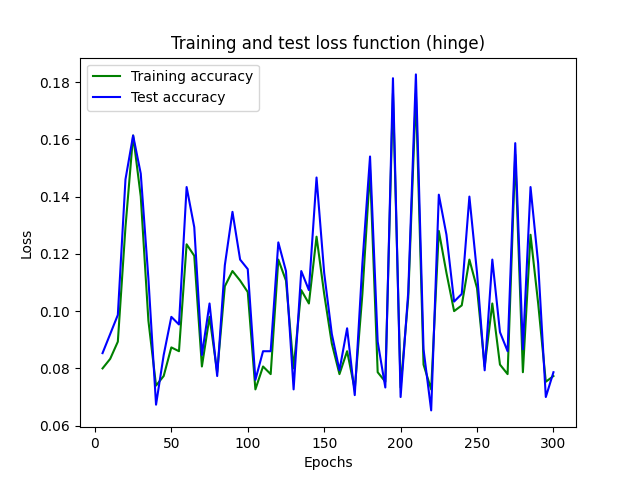 Training and test loss function (hinge)
Training accuracy
Test accuracy
0.18
0.16
0.14
0.12
0.10
0.08
0.06
Loss
0
50
100
150
200
250
300
Epochs